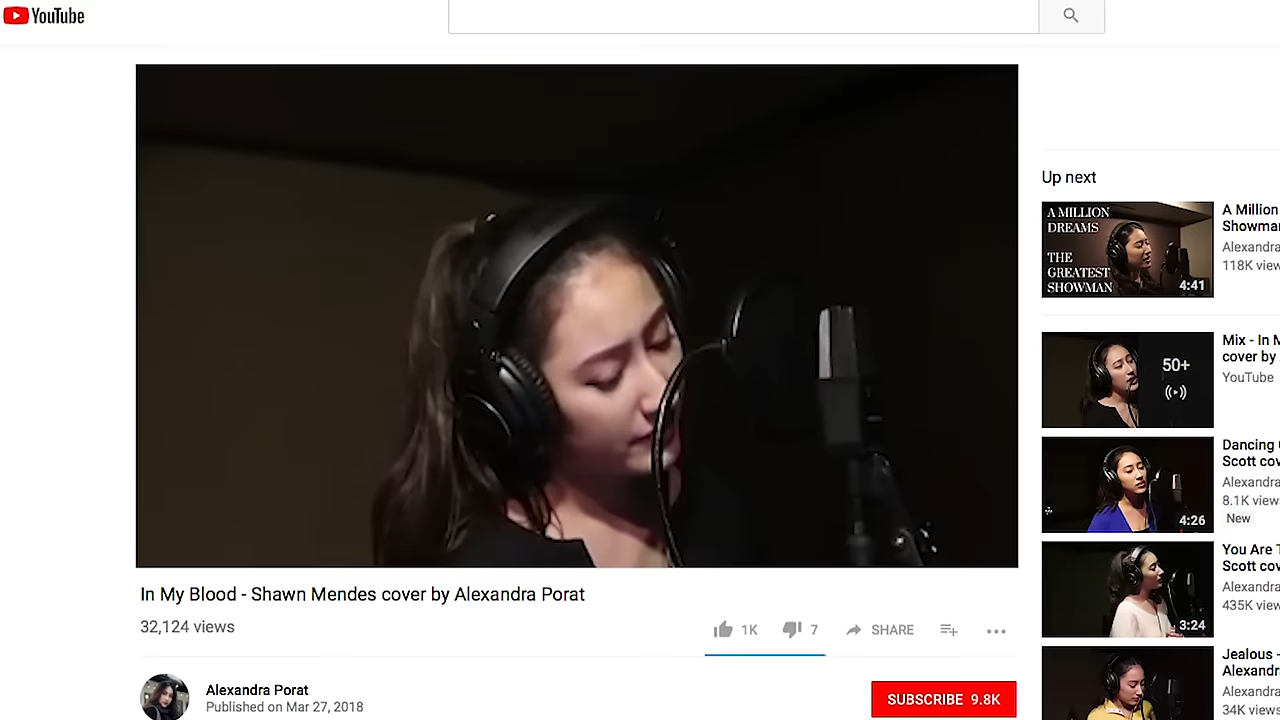 YouTube
In My Blood - Shawn Mendes cover by Alexandra Porat
32,124 views
1K
7
SHARE
Alexandra Porat
Published on Mar 27, 2018
SUBSCRIBE 9.8K
Up next
A MILLION
DREAMS
THE
GREATEST
SHOWMAN
4:41
A Million
Showma
Alexandra
118K view
50+
Mix - In M
cover by
YouTube
4:26
Dancing
Scott cov
Alexandra
8.1K view
New
3:24
You Are T
Scott cov
Alexandra
435K view
Jealous -
Alexandr
Alexandra
34K views